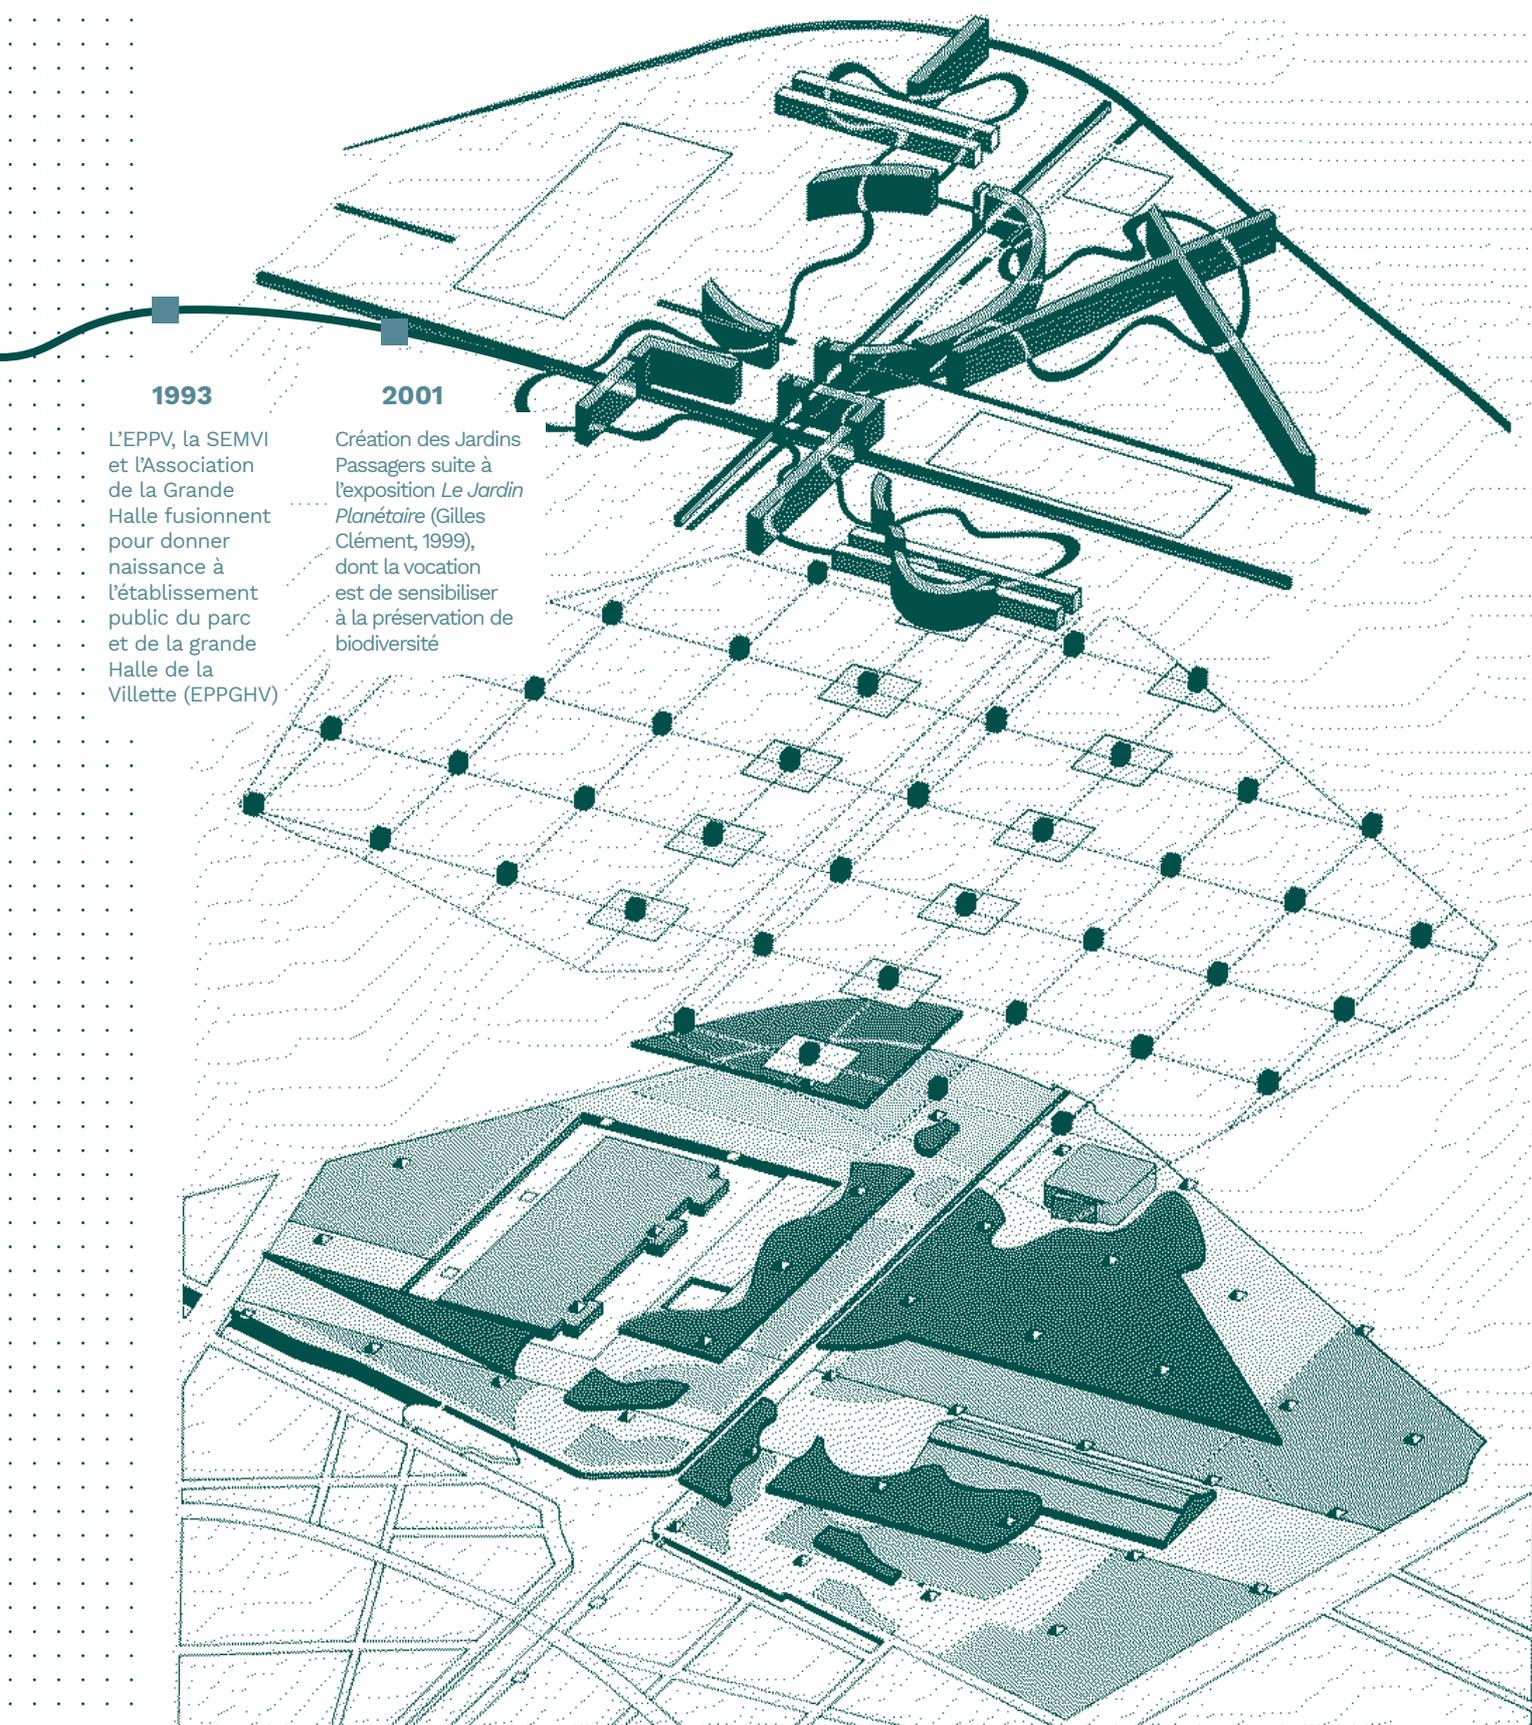 1993
L’EPPV, la SEMVI
et l’Association
de la Grande
Halle fusionnent
pour donner
naissance à
l’établissement
public du parc
et de la grande
Halle de la
Villette (EPPGHV)
2001
Création des Jardins
Passagers suite à
l’exposition Le Jardin
Planétaire (Gilles
Clément, 1999),
dont la vocation
est de sensibiliser
à la préservation de
biodiversité